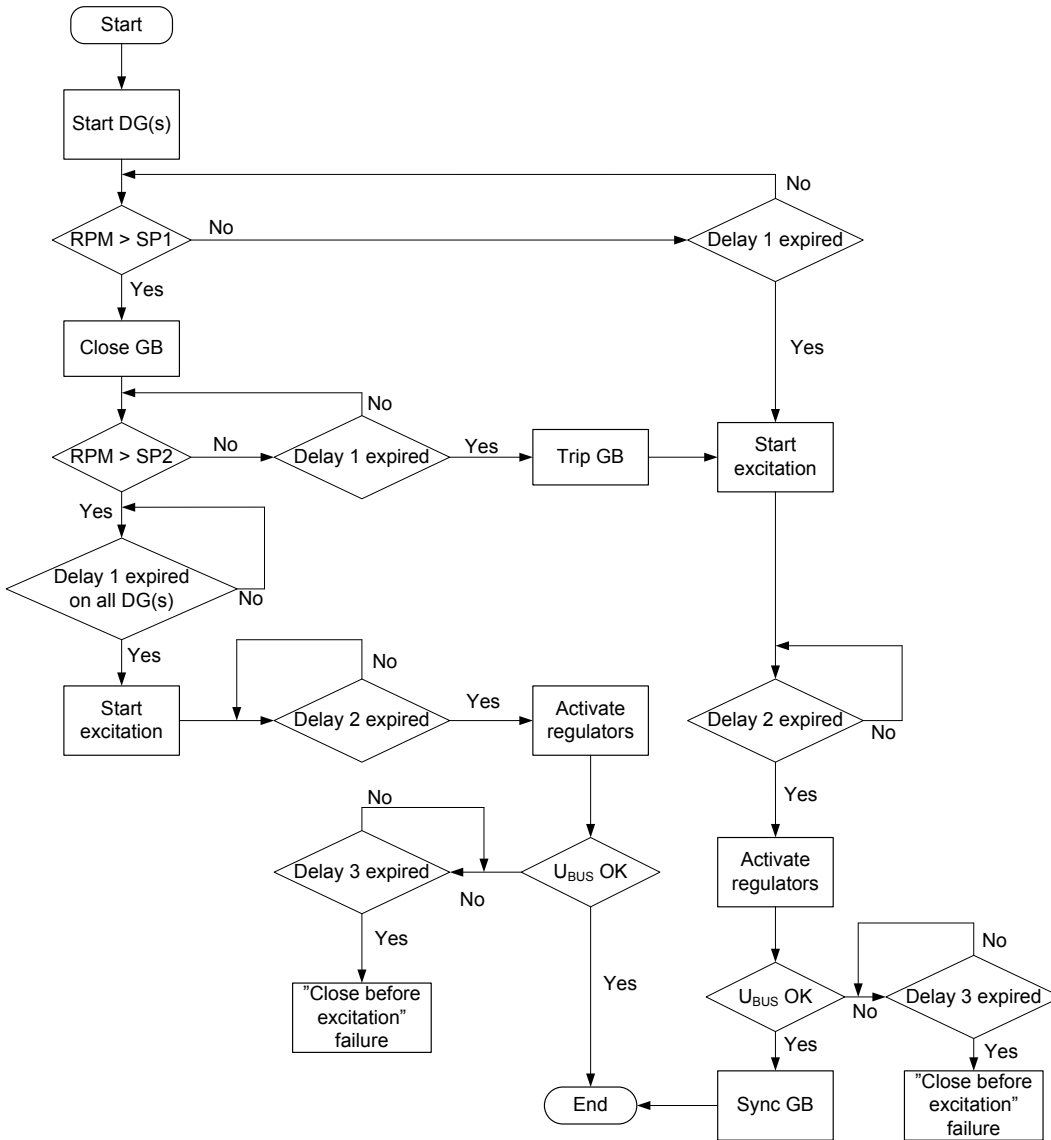 Start
Start DG(s)
No
RPM > SP1
No
Delay 1 expired
Yes
Close GB
Yes
No
RPM > SP2
No
Delay 1 expired
Yes
Trip GB
Start
excitation
Yes
Delay 1 expired
on all DG(s)
No
Yes
No
Start
excitation
Delay 2 expired
Yes
Activate
regulators
Delay 2 expired
No
Yes
No
Delay 3 expired
No
UBUS OK
Activate
regulators
Yes
No
”Close before
excitation”
failure
Yes
UBUS OK
No
Delay 3 expired
Yes
Yes
End
Sync GB
”Close before
excitation”
failure